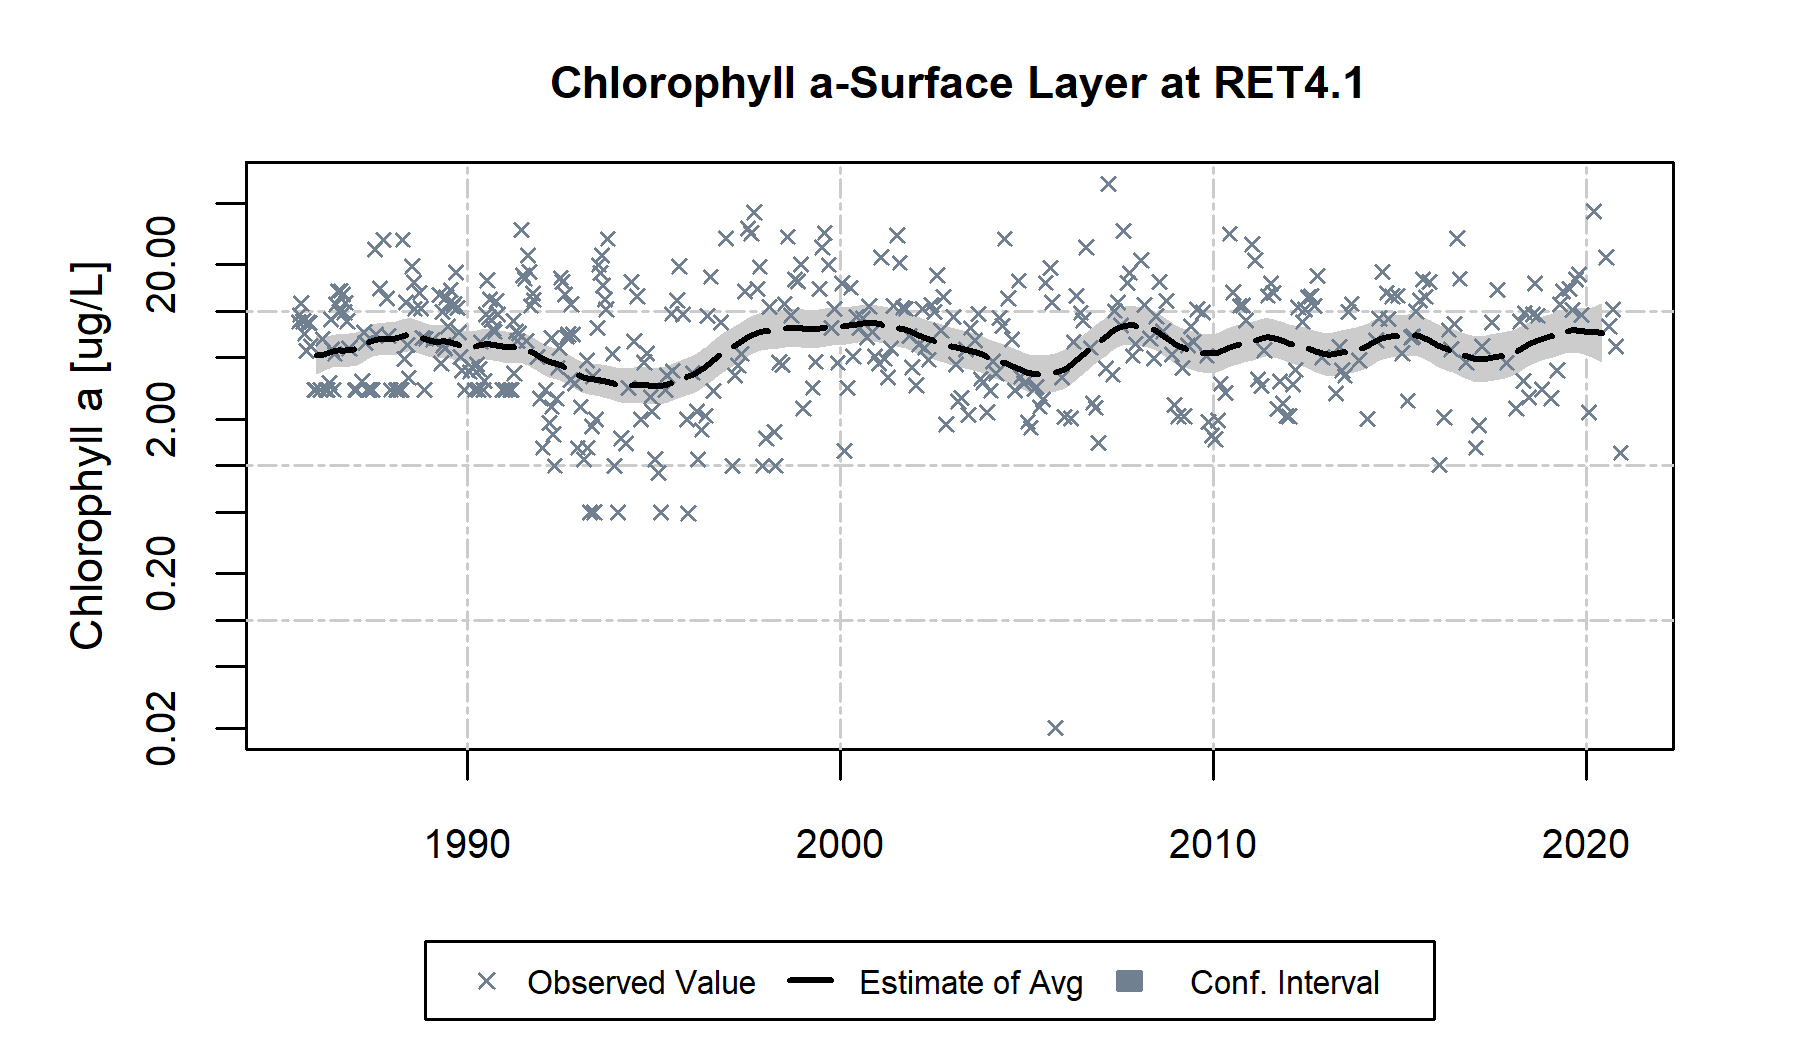 Chlorophyll a-Surface Layer at RET4.1
Chlorophyll a [ug/L]
20.00
2.00
0.20
0.02
1990 2000 2010 2020
Observed Value Estimate of Avg Conf. Interval